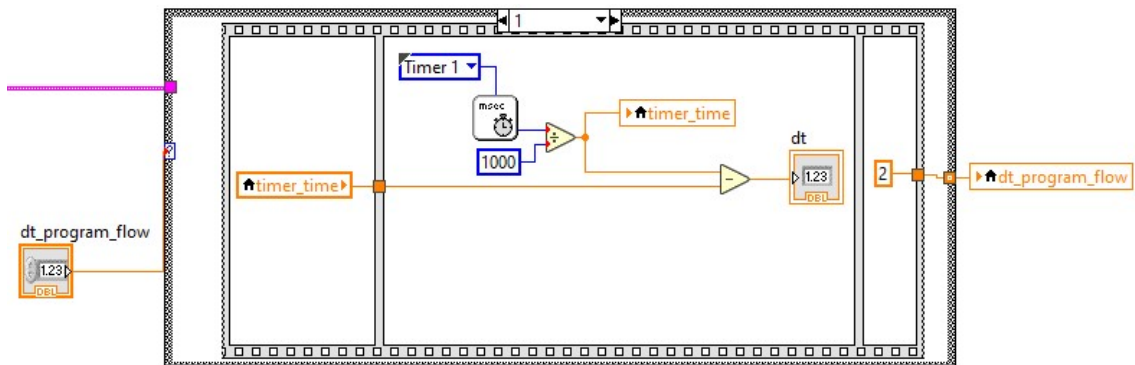 1
Timer 1
msec
timer_time
dt
1000
1.23
DBL
2
timer_time
dt_program_flow
dt_program_flow
1.23
DBL
?